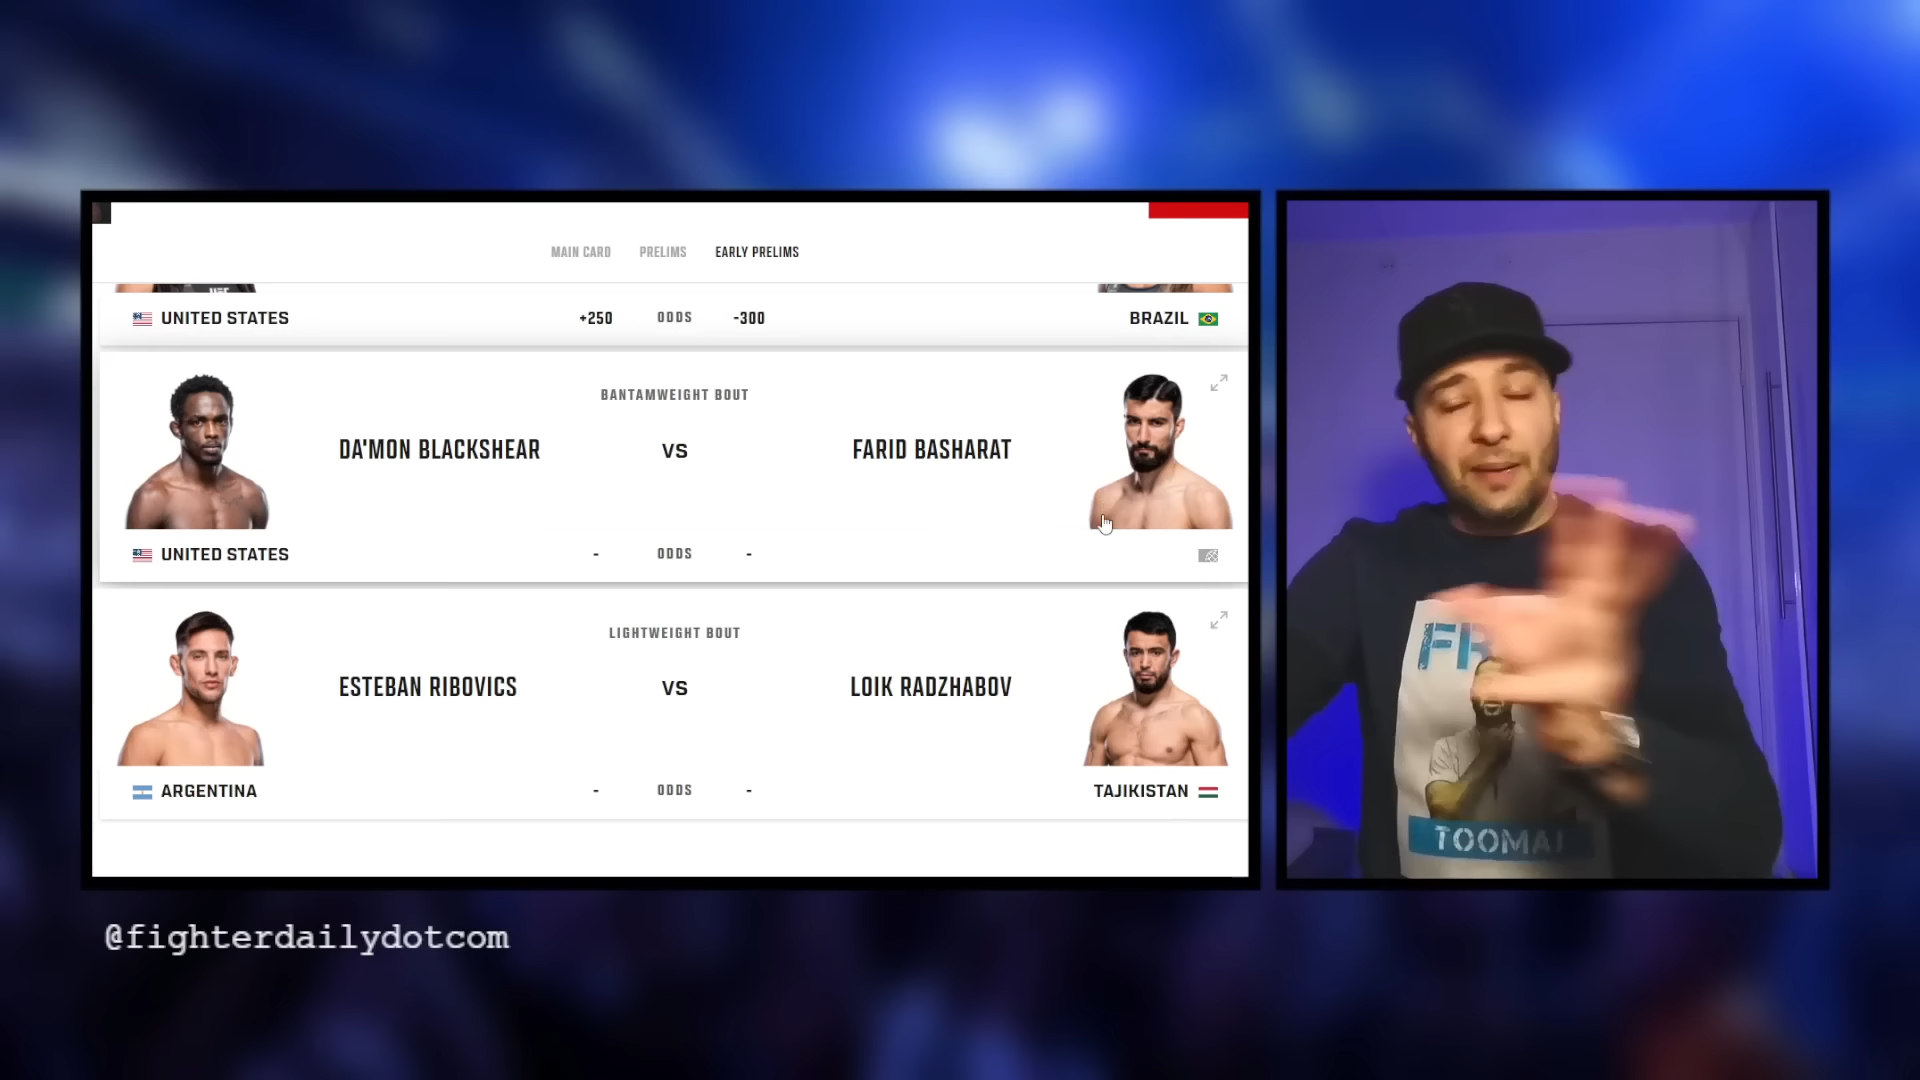 MAIN CARD PRELIMS EARLY PRELIMS
UNITED STATES +250 ODDS -300 BRAZIL
BANTAMWEIGHT BOUT
DA'MON BLACKSHEAR VS FARID BASHARAT
UNITED STATES - ODDS -
LIGHTWEIGHT BOUT
ESTEBAN RIBOVICS VS LOIK RADZHABOV
ARGENTINA - ODDS - TAJIKISTAN
TOOMAJ
@fighterdailydotcom